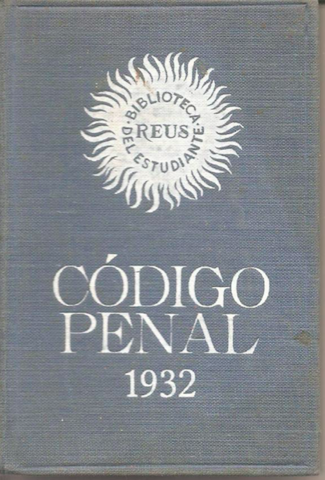 · BIBLIOTECA ·
REUS
DEL ESTUDIANTE
CÓDIGO
PENAL
1932